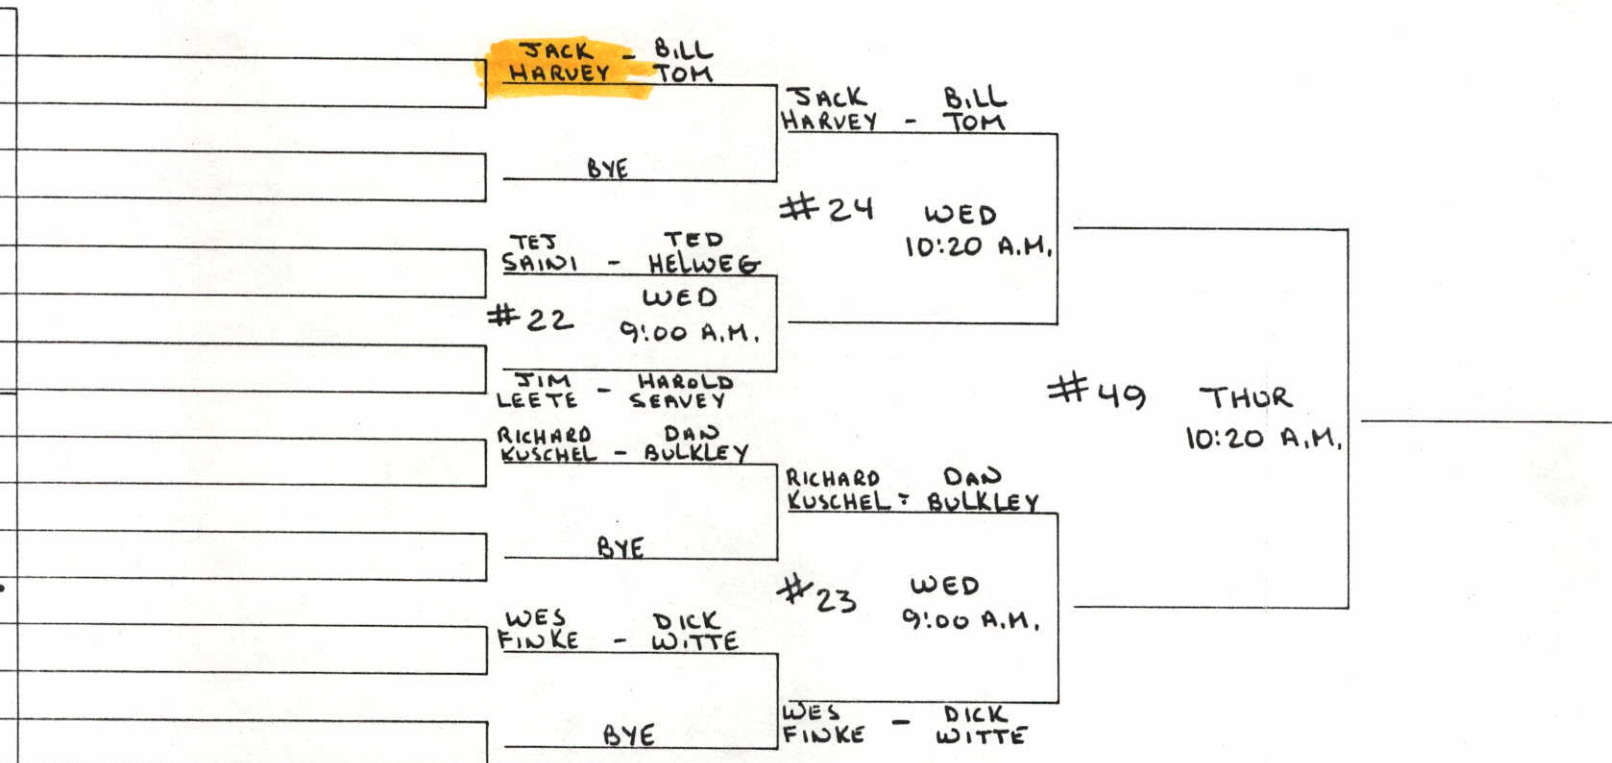 JACK - BILL
HARVEY TOM
JACK BILL
HARVEY - TOM
BYE
#24 WED
10:20 A.M.
TEJ TED
SAINI - HELWEG
#22 WED
9:00 A.M.
JIM - HAROLD
LEETE SEAVEY
#49 THUR
10:20 A.M.
RICHARD DAN
KUSCHEL - BULKLEY
RICHARD DAN
KUSCHEL - BULKLEY
BYE
#23 WED
9:00 A.M.
WES DICK
FINKE - WITTE
WES - DICK
FINKE WITTE
BYE